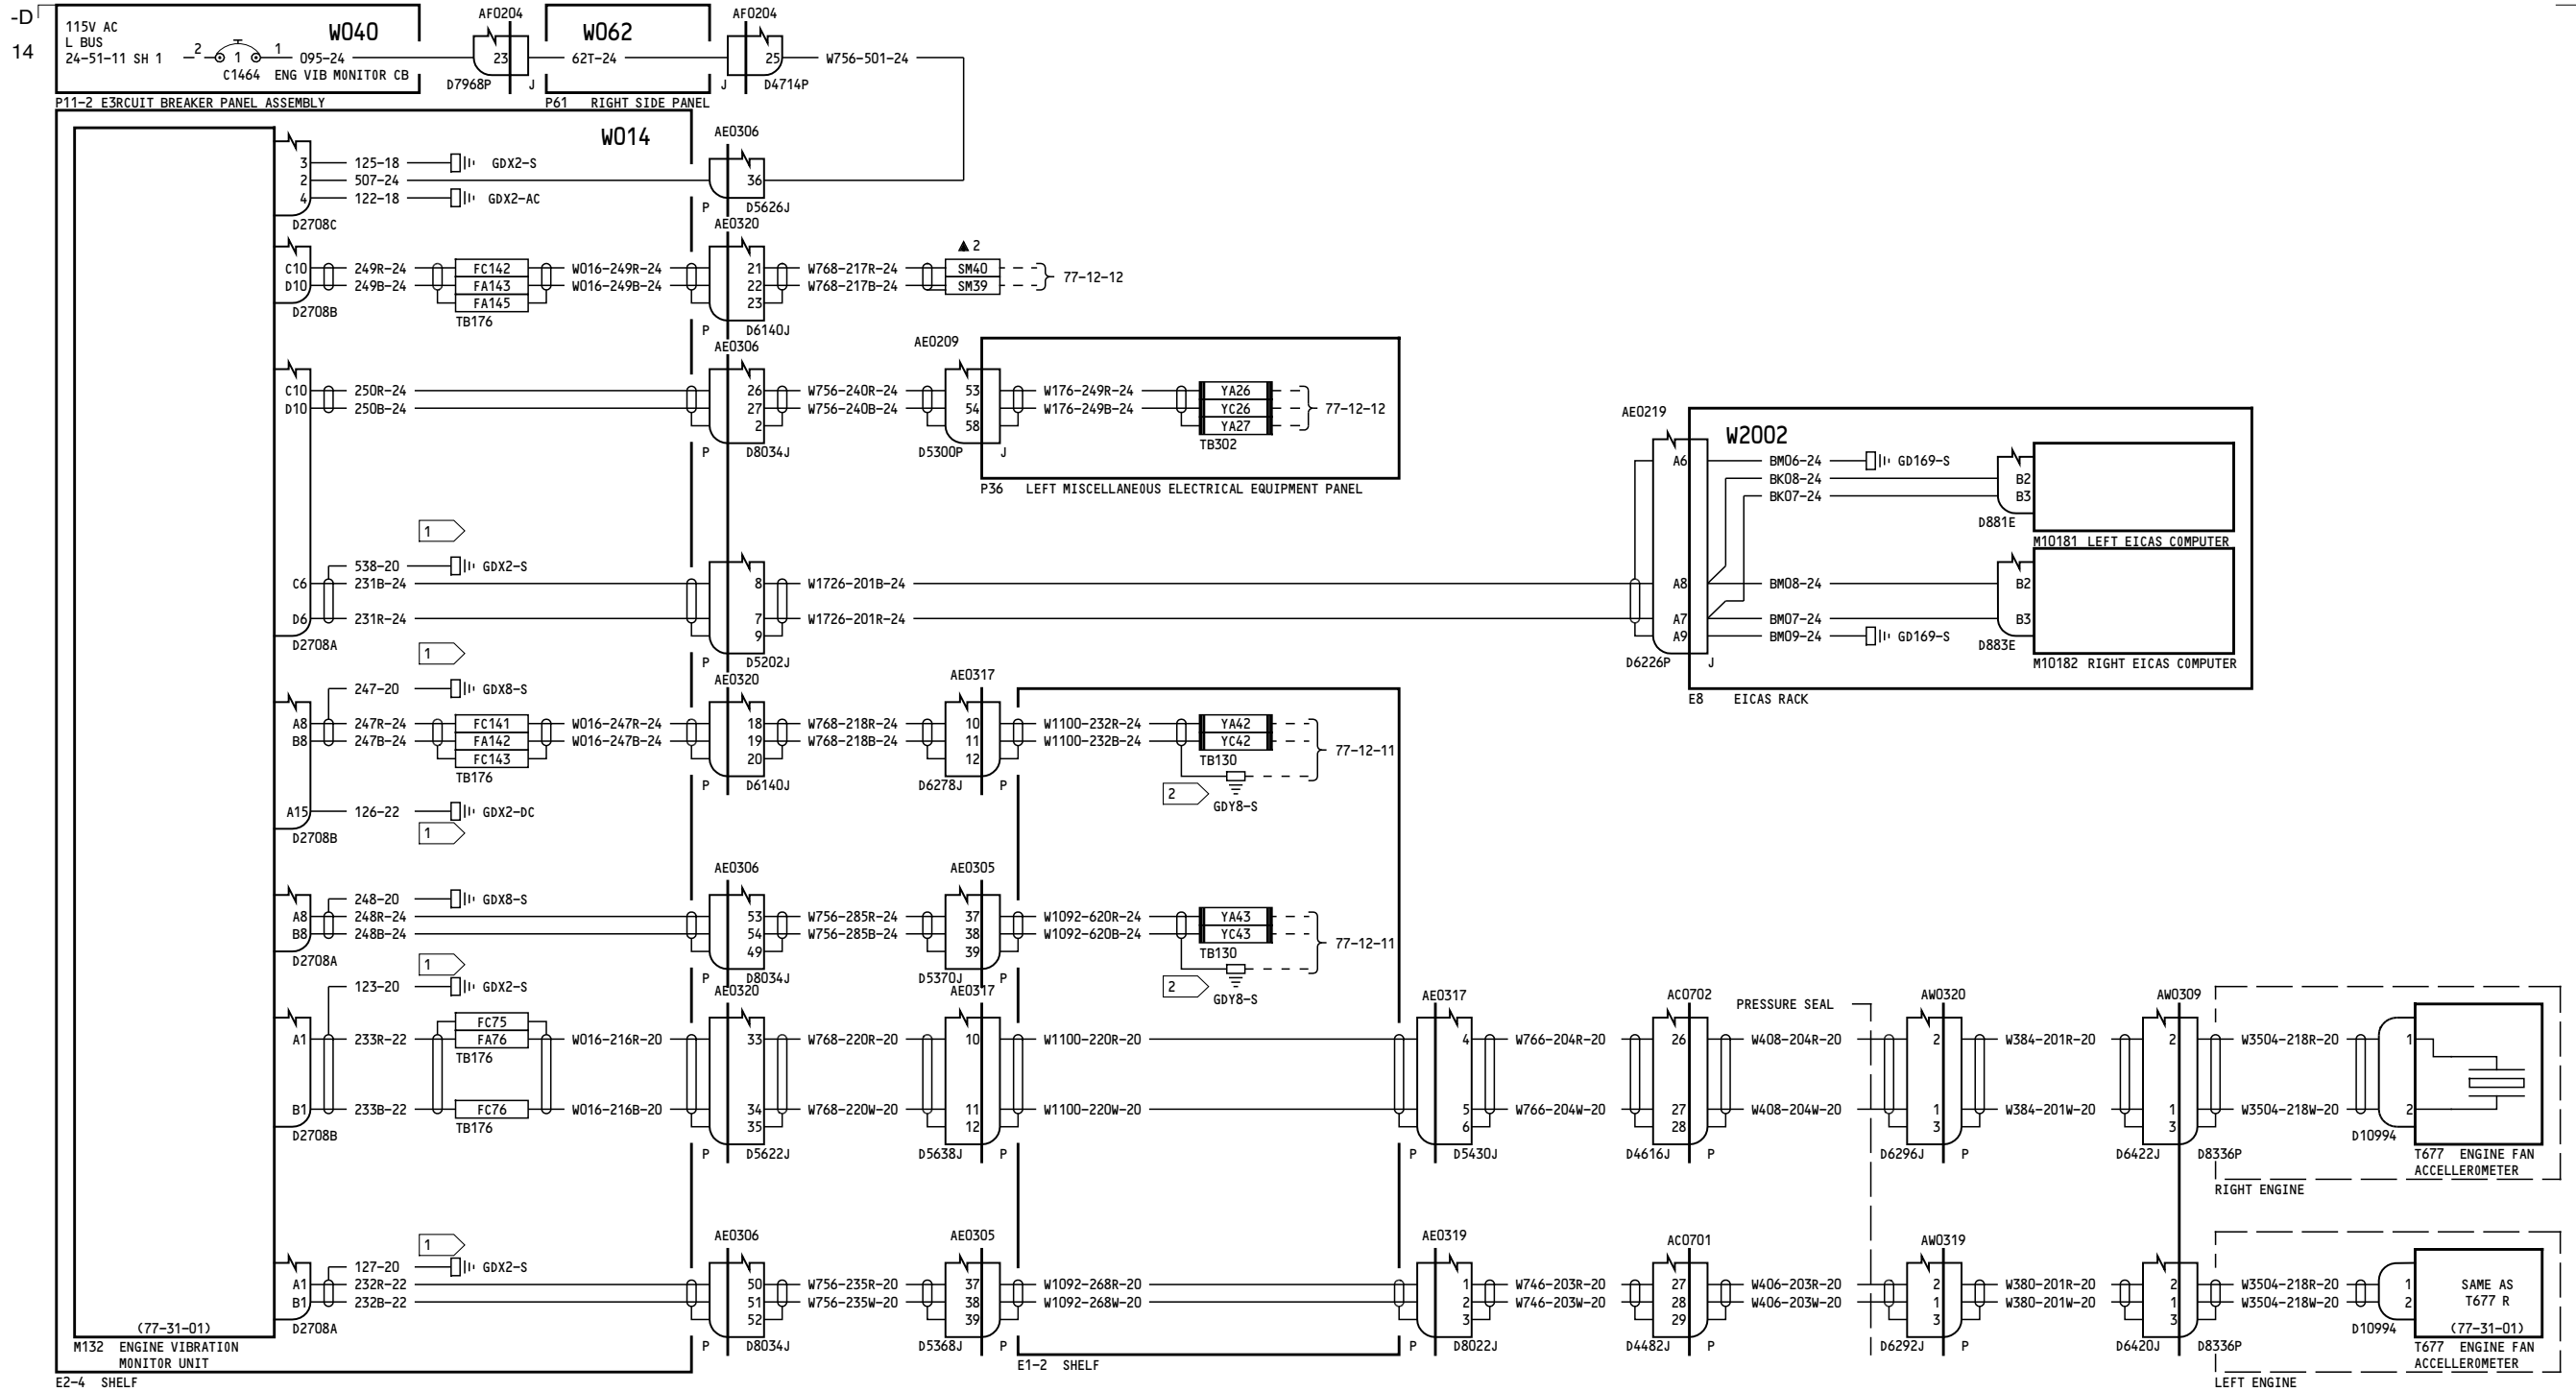 -D
14
115V AC
L BUS
24-51-11 SH 1
2
1
1
C1464 ENG VIB MONITOR CB
095-24
W040
P11-2 E3RCUIT BREAKER PANEL ASSEMBLY
AF0204
23
D7968P
J
W062
62T-24
P61 RIGHT SIDE PANEL
AF0204
25
J
D4714P
W756-501-24
W014
3
125-18
GDX2-S
2
507-24
4
122-18
GDX2-AC
D2708C
AE0306
36
P
D5626J
AE0320
C10
249R-24
FC142
W016-249R-24
21
W768-217R-24
2
SM40
D10
249B-24
FA143
W016-249B-24
22
W768-217B-24
SM39
77-12-12
FA145
23
D2708B
TB176
P
D6140J
AE0306
AE0209
C10
250R-24
26
W756-240R-24
53
W176-249R-24
YA26
D10
250B-24
27
W756-240B-24
54
W176-249B-24
YC26
77-12-12
2
58
YA27
P
D8034J
D5300P
J
TB302
P36 LEFT MISCELLANEOUS ELECTRICAL EQUIPMENT PANEL
AE0219
W2002
A6
BM06-24
GD169-S
BK08-24
B2
BK07-24
B3
D881E
M10181 LEFT EICAS COMPUTER
1
538-20
GDX2-S
C6
231B-24
8
W1726-201B-24
A8
BM08-24
B2
D6
231R-24
7
W1726-201R-24
A7
BM07-24
B3
9
A9
BM09-24
GD169-S
D2708A
P
D5202J
D6226P
J
D883E
M10182 RIGHT EICAS COMPUTER
E8 EICAS RACK
1
247-20
GDX8-S
AE0320
AE0317
A8
247R-24
FC141
W016-247R-24
18
W768-218R-24
10
W1100-232R-24
YA42
B8
247B-24
FA142
W016-247B-24
19
W768-218B-24
11
W1100-232B-24
YC42
77-12-11
FC143
20
12
TB130
TB176
P
D6140J
D6278J
P
2
GDY8-S
A15
126-22
GDX2-DC
D2708B
1
248-20
GDX8-S
AE0306
AE0305
A8
248R-24
53
W756-285R-24
37
W1092-620R-24
YA43
B8
248B-24
54
W756-285B-24
38
W1092-620B-24
YC43
77-12-11
49
39
TB130
D2708A
P
D8034J
D5370J
P
2
GDY8-S
1
123-20
GDX2-S
AE0320
AE0317
AE0317
AC0702
PRESSURE SEAL
AW0320
AW0309
FC75
A1
233R-22
FA76
W016-216R-20
33
W768-220R-20
10
W1100-220R-20
4
W766-204R-20
26
W408-204R-20
2
W384-201R-20
2
W3504-218R-20
1
TB176
B1
233B-22
FC76
W016-216B-20
34
W768-220W-20
11
W1100-220W-20
5
W766-204W-20
27
W408-204W-20
1
W384-201W-20
1
W3504-218W-20
2
35
12
6
28
3
3
D2708B
TB176
P
D5622J
D5638J
P
P
D5430J
D4616J
P
D6296J
P
D6422J
D8336P
D10994
T677 ENGINE FAN
ACCELLEROMETER
RIGHT ENGINE
1
127-20
GDX2-S
AE0306
AE0305
AE0319
AC0701
AW0319
A1
232R-22
50
W756-235R-20
37
W1092-268R-20
1
W746-203R-20
27
W406-203R-20
2
W380-201R-20
2
W3504-218R-20
1
SAME AS
B1
232B-22
51
W756-235W-20
38
W1092-268W-20
2
W746-203W-20
28
W406-203W-20
1
W380-201W-20
1
W3504-218W-20
2
T677 R
52
39
3
29
3
3
(77-31-01)
D2708A
P
D8034J
D5368J
P
P
D8022J
D4482J
P
D6292J
P
D6420J
D8336P
D10994
(77-31-01)
M132 ENGINE VIBRATION
MONITOR UNIT
E2-4 SHELF
E1-2 SHELF
T677 ENGINE FAN
ACCELLEROMETER
LEFT ENGINE